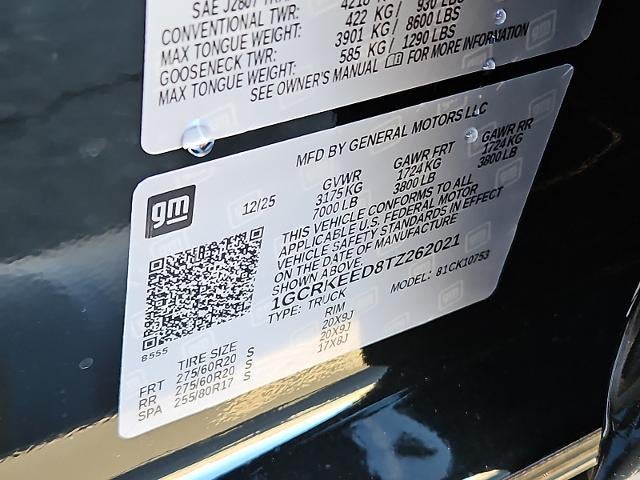 SAE J2807
CONVENTIONAL TWR: 422 KG / 930 LBS
MAX TONGUE WEIGHT: 3901 KG / 8600 LBS
GOOSENECK TWR: 585 KG / 1290 LBS
MAX TONGUE WEIGHT:
SEE OWNER'S MANUAL FOR MORE INFORMATION
MFD BY GENERAL MOTORS LLC
gm
12/25
GVWR GAWR FRT GAWR RR
3175 KG 1724 KG 1724 KG
7000 LB 3800 LB 3800 LB
THIS VEHICLE CONFORMS TO ALL
APPLICABLE U.S. FEDERAL MOTOR
VEHICLE SAFETY STANDARDS IN EFFECT
ON THE DATE OF MANUFACTURE
SHOWN ABOVE.
1GCRKEED8TZ262021
TYPE: TRUCK MODEL: 81CK10753
8555
TIRE SIZE RIM
FRT 275/60R20 S 20X9J
RR 275/60R20 S 20X9J
SPA 255/80R17 S 17X8J